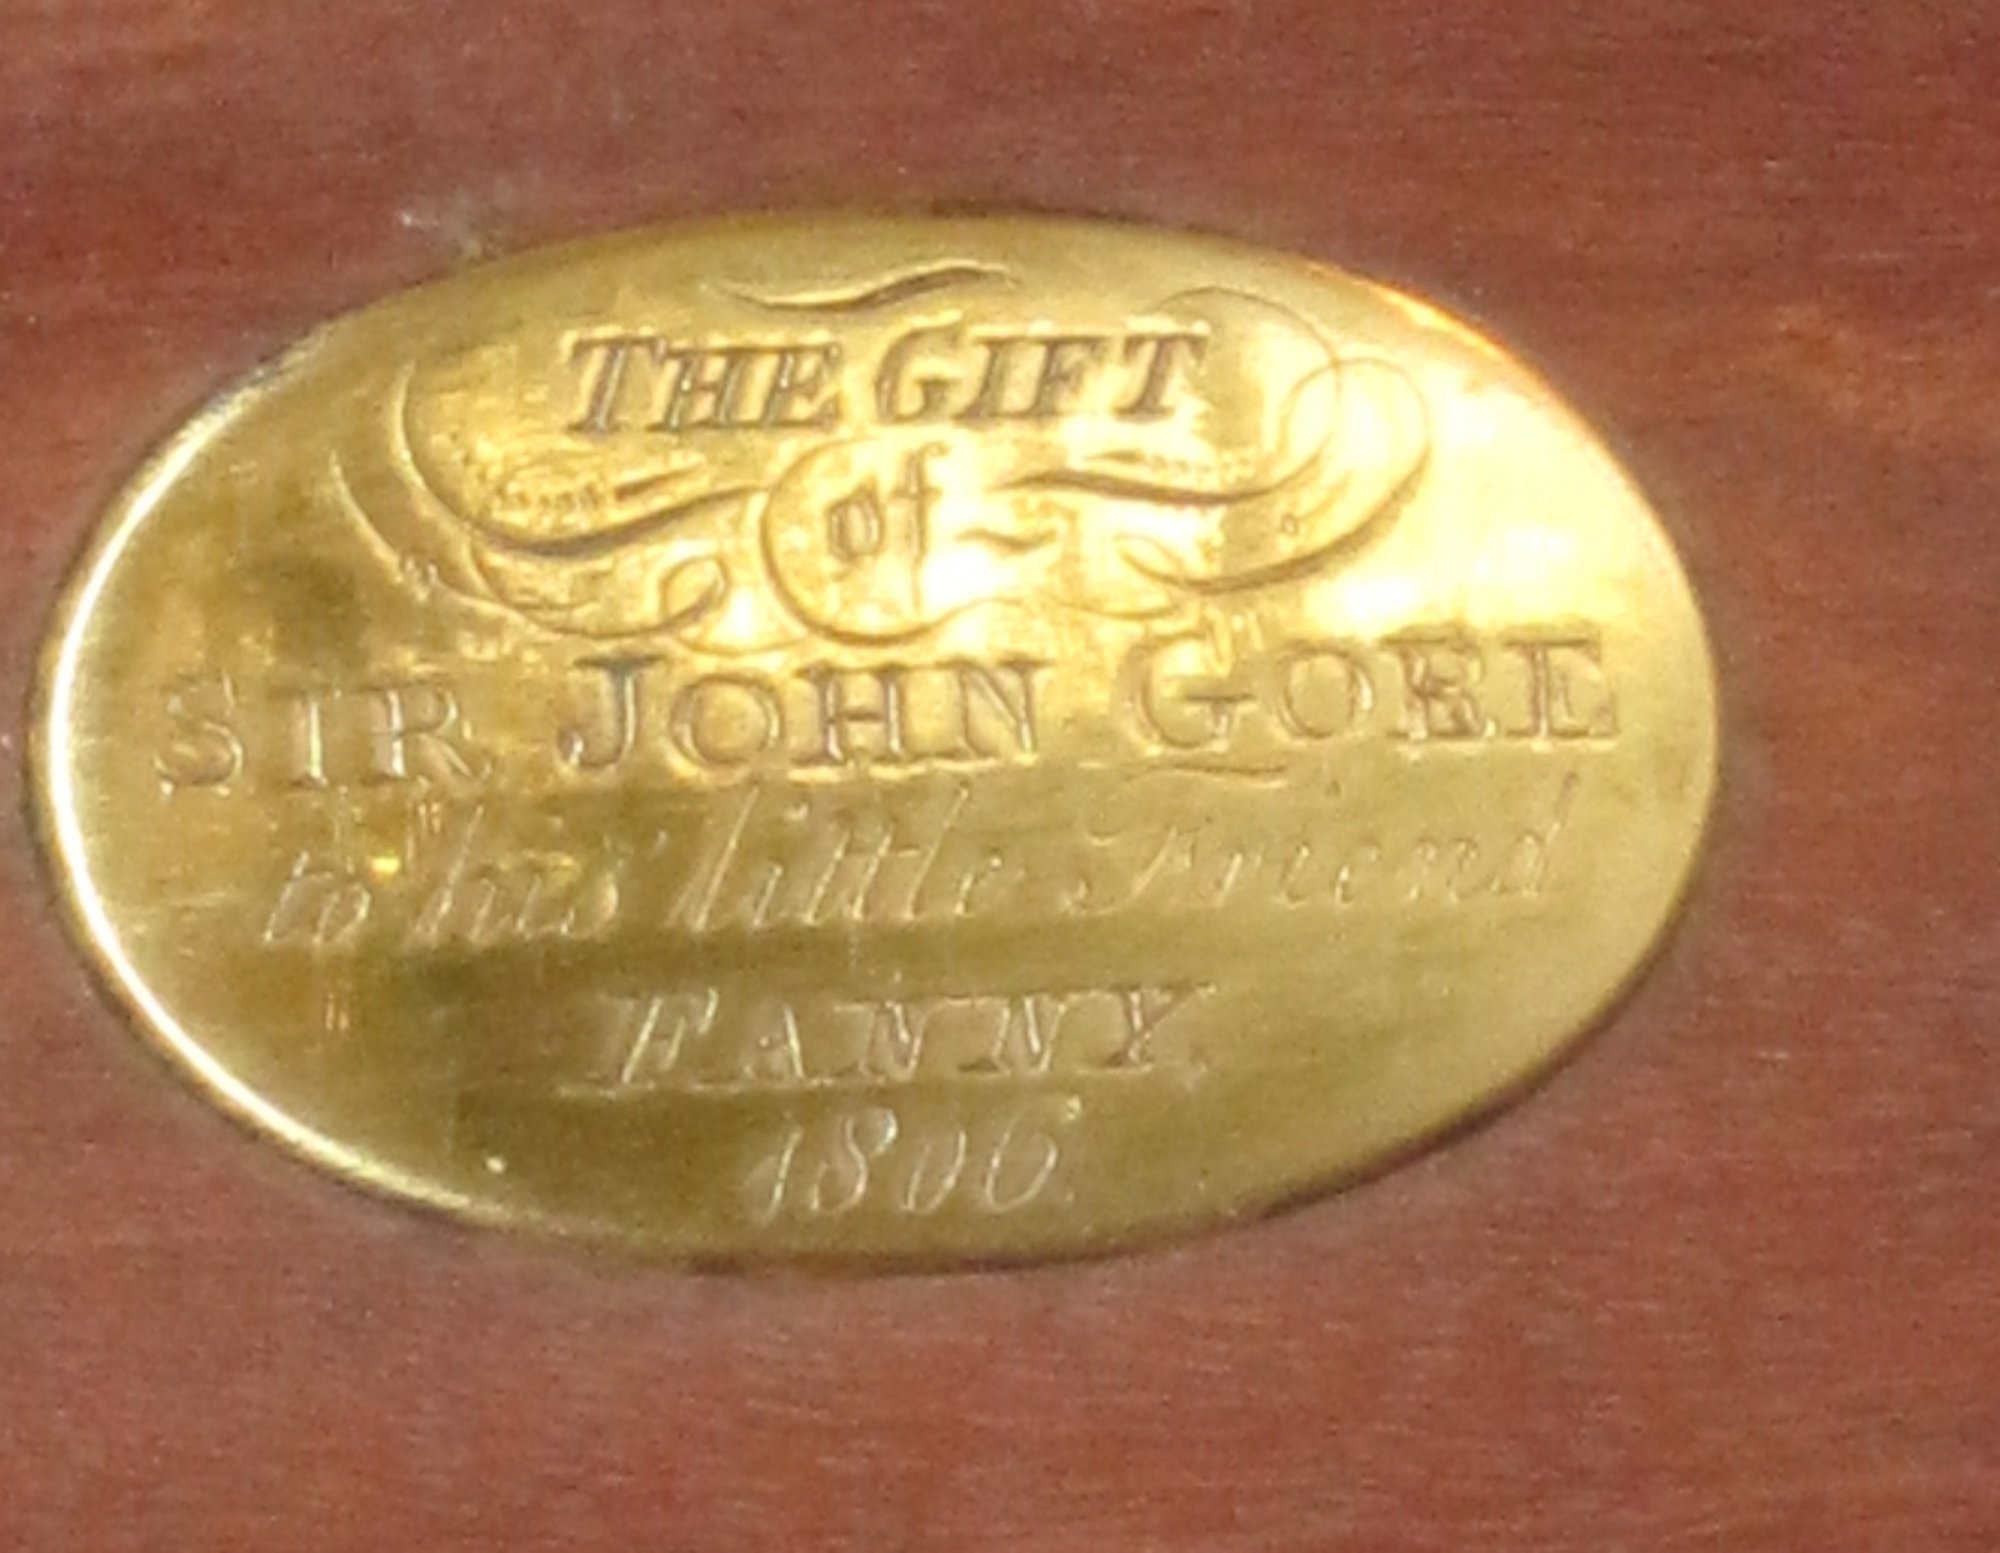 THE GIFT
of
SIR JOHN GORE
to his little Friend
FANNY
1806